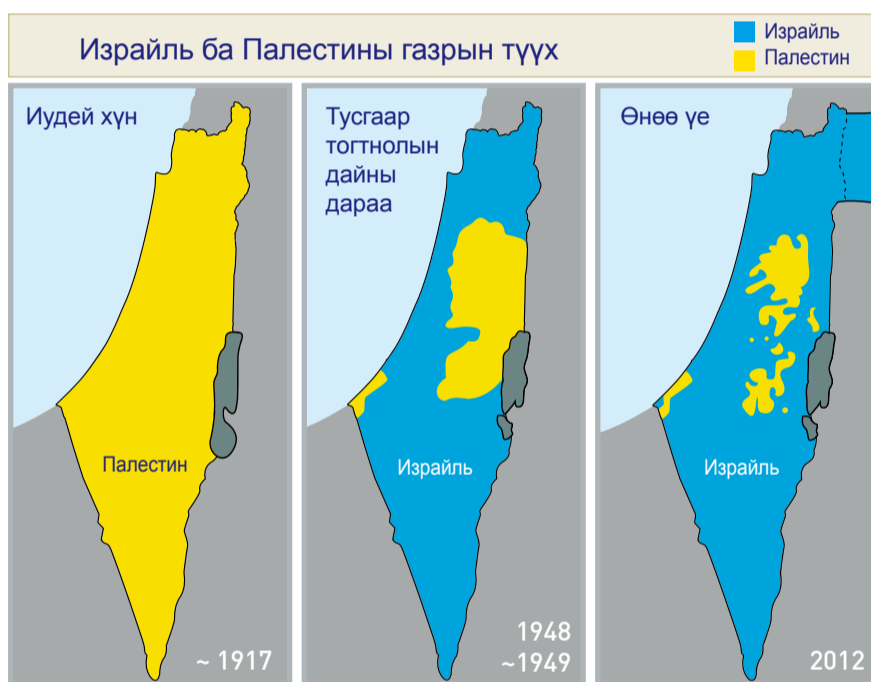 Израйль ба Палестины газрын түүх
Израйль
Палестин
Иудей хүн
Палестин
~ 1917
Тусгаар
тогтнолын
дайны
дараа
Израйль
1948
~1949
Өнөө үе
Израйль
2012